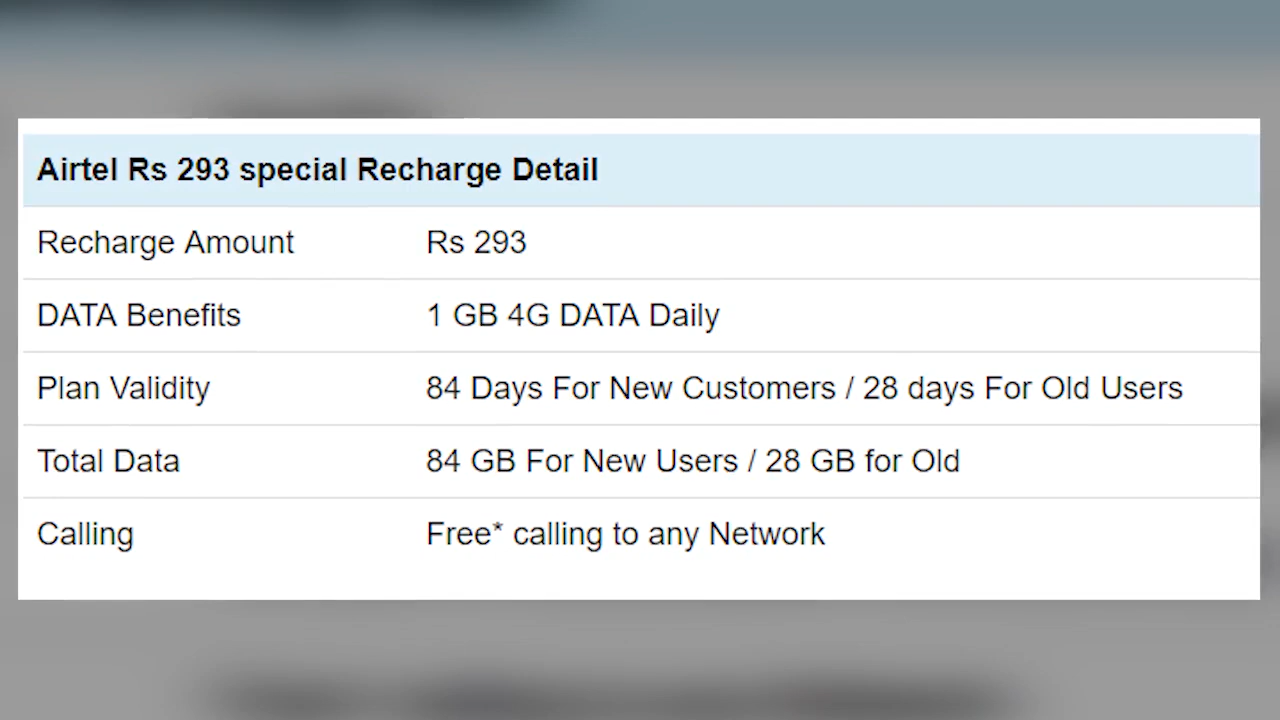 Airtel Rs 293 special Recharge Detail
Recharge Amount Rs 293
DATA Benefits 1 GB 4G DATA Daily
Plan Validity 84 Days For New Customers / 28 days For Old Users
Total Data 84 GB For New Users / 28 GB for Old
Calling Free* calling to any Network